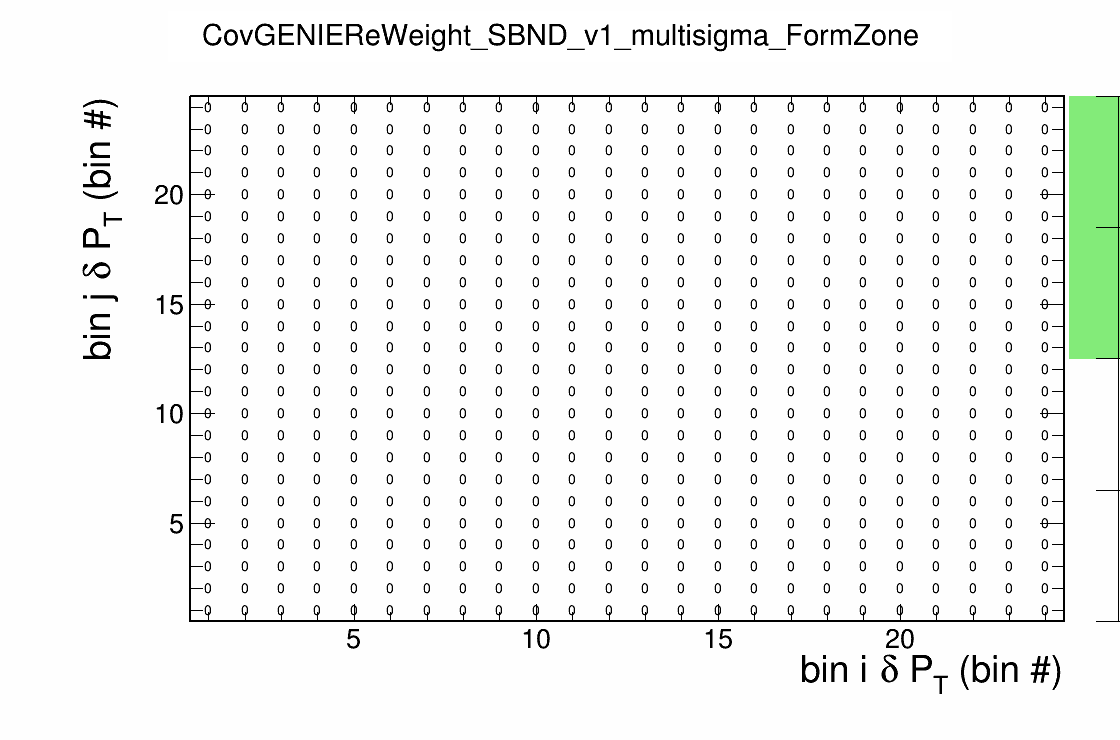 CovGENIEReWeight_SBND_v1_multisigma_FormZone
bin j δ P_T (bin #)
0 0 0 0 0 0 0 0 0 0 0 0 0 0 0 0 0 0 0 0 0 0 0 0
0 0 0 0 0 0 0 0 0 0 0 0 0 0 0 0 0 0 0 0 0 0 0 0
0 0 0 0 0 0 0 0 0 0 0 0 0 0 0 0 0 0 0 0 0 0 0 0
0 0 0 0 0 0 0 0 0 0 0 0 0 0 0 0 0 0 0 0 0 0 0 0
20 0 0 0 0 0 0 0 0 0 0 0 0 0 0 0 0 0 0 0 0 0 0 0 0
0 0 0 0 0 0 0 0 0 0 0 0 0 0 0 0 0 0 0 0 0 0 0 0
0 0 0 0 0 0 0 0 0 0 0 0 0 0 0 0 0 0 0 0 0 0 0 0
0 0 0 0 0 0 0 0 0 0 0 0 0 0 0 0 0 0 0 0 0 0 0 0
0 0 0 0 0 0 0 0 0 0 0 0 0 0 0 0 0 0 0 0 0 0 0 0
15 0 0 0 0 0 0 0 0 0 0 0 0 0 0 0 0 0 0 0 0 0 0 0 0
0 0 0 0 0 0 0 0 0 0 0 0 0 0 0 0 0 0 0 0 0 0 0 0
0 0 0 0 0 0 0 0 0 0 0 0 0 0 0 0 0 0 0 0 0 0 0 0
0 0 0 0 0 0 0 0 0 0 0 0 0 0 0 0 0 0 0 0 0 0 0 0
0 0 0 0 0 0 0 0 0 0 0 0 0 0 0 0 0 0 0 0 0 0 0 0
10 0 0 0 0 0 0 0 0 0 0 0 0 0 0 0 0 0 0 0 0 0 0 0 0
0 0 0 0 0 0 0 0 0 0 0 0 0 0 0 0 0 0 0 0 0 0 0 0
0 0 0 0 0 0 0 0 0 0 0 0 0 0 0 0 0 0 0 0 0 0 0 0
0 0 0 0 0 0 0 0 0 0 0 0 0 0 0 0 0 0 0 0 0 0 0 0
0 0 0 0 0 0 0 0 0 0 0 0 0 0 0 0 0 0 0 0 0 0 0 0
5 0 0 0 0 0 0 0 0 0 0 0 0 0 0 0 0 0 0 0 0 0 0 0 0
0 0 0 0 0 0 0 0 0 0 0 0 0 0 0 0 0 0 0 0 0 0 0 0
0 0 0 0 0 0 0 0 0 0 0 0 0 0 0 0 0 0 0 0 0 0 0 0
0 0 0 0 0 0 0 0 0 0 0 0 0 0 0 0 0 0 0 0 0 0 0 0
0 0 0 0 0 0 0 0 0 0 0 0 0 0 0 0 0 0 0 0 0 0 0 0
5 10 15 20
bin i δ P_T (bin #)